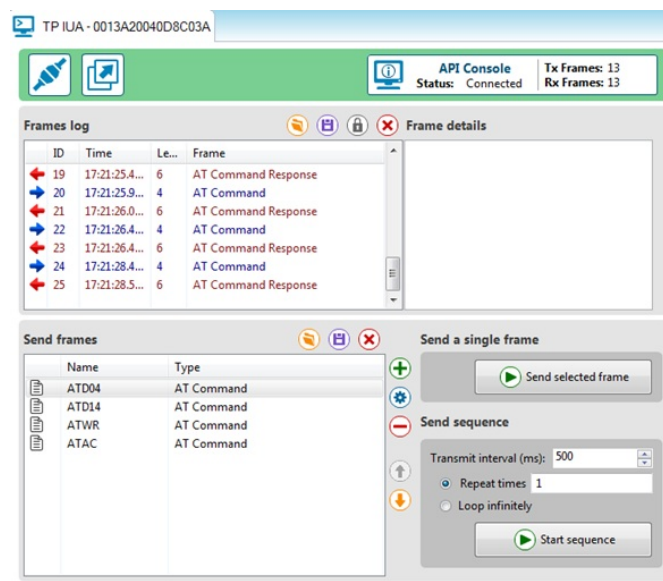 TP IUA - 0013A20040D8C03A
API Console
Status: Connected
Tx Frames: 13
Rx Frames: 13
Frames log
Frame details
ID Time Le... Frame
19 17:21:25.4... 6 AT Command Response
20 17:21:25.9... 4 AT Command
21 17:21:26.0... 6 AT Command Response
22 17:21:26.4... 4 AT Command
23 17:21:26.4... 6 AT Command Response
24 17:21:28.4... 4 AT Command
25 17:21:28.5... 6 AT Command Response
Send frames
Name Type
ATD04 AT Command
ATD14 AT Command
ATWR AT Command
ATAC AT Command
Send a single frame
Send selected frame
Send sequence
Transmit interval (ms): 500
Repeat times 1
Loop infinitely
Start sequence